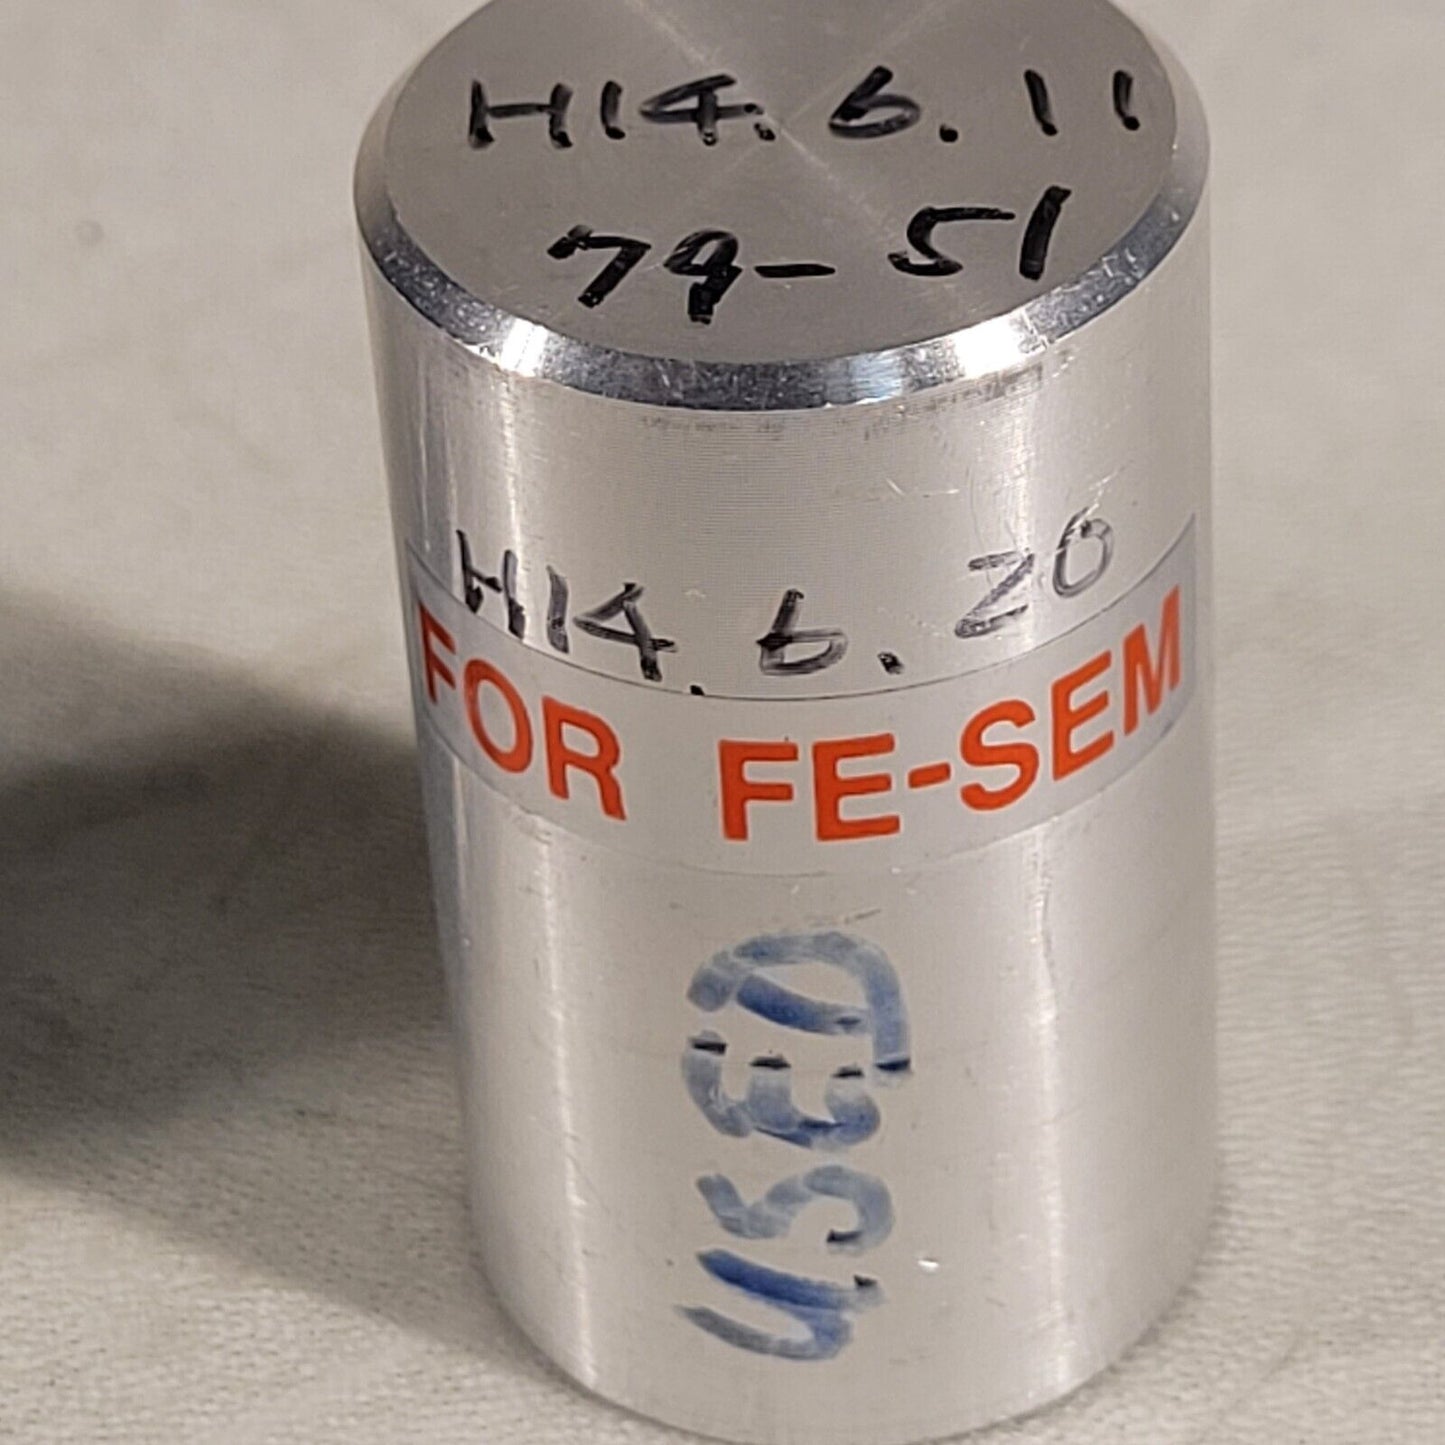 H14.6.11
79-51
H14.6.20
FOR FE-SEM
USED